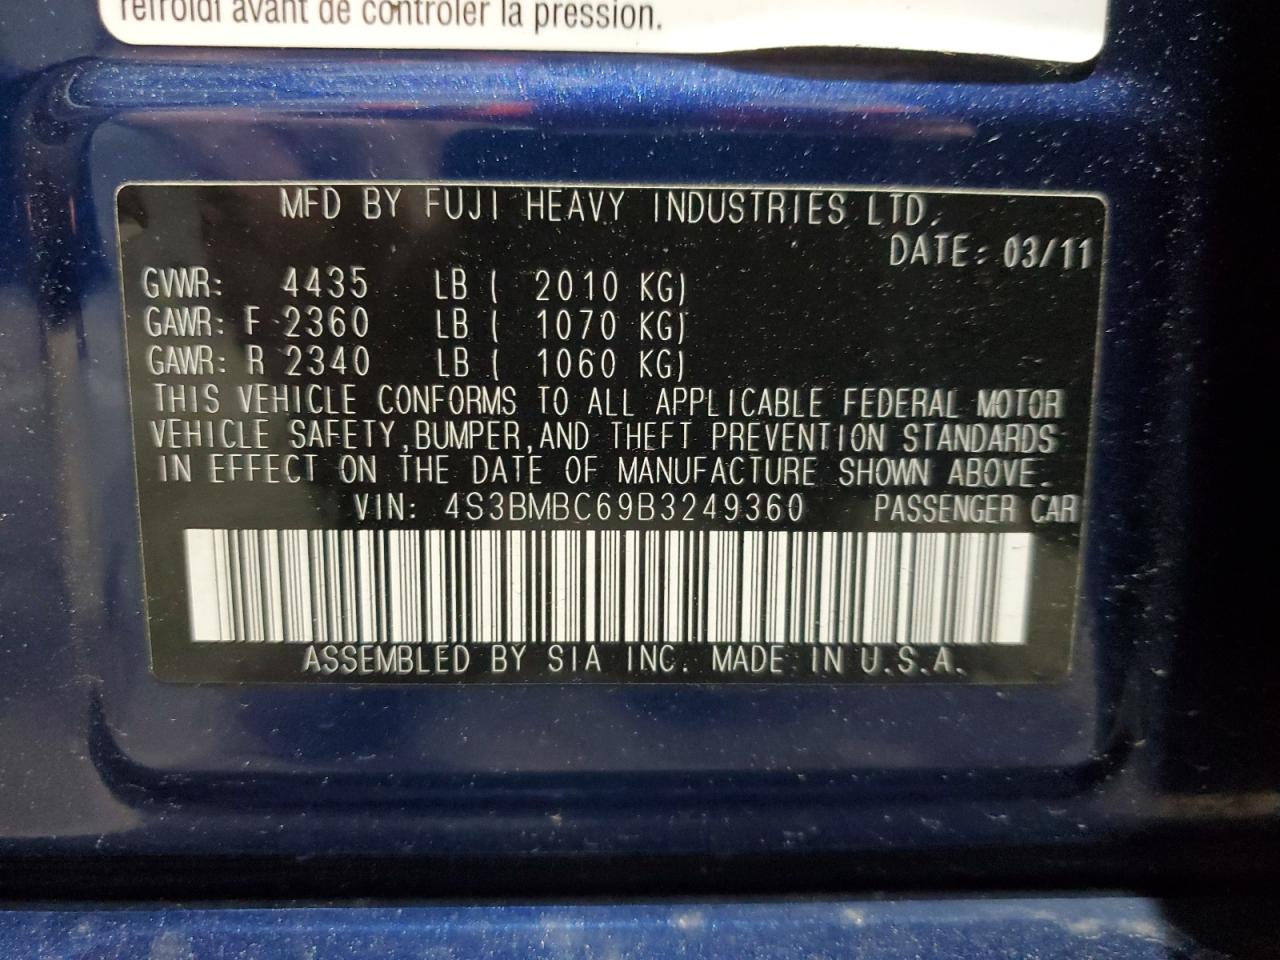 refroidi avant de contrôler la pression.
MFD BY FUJI HEAVY INDUSTRIES LTD.
DATE: 03/11
GVWR: 4435 LB ( 2010 KG)
GAWR: F 2360 LB ( 1070 KG)
GAWR: R 2340 LB ( 1060 KG)
THIS VEHICLE CONFORMS TO ALL APPLICABLE FEDERAL MOTOR
VEHICLE SAFETY,BUMPER,AND THEFT PREVENTION STANDARDS
IN EFFECT ON THE DATE OF MANUFACTURE SHOWN ABOVE.
VIN: 4S3BMBC69B3249360 PASSENGER CAR
ASSEMBLED BY SIA INC. MADE IN U.S.A.